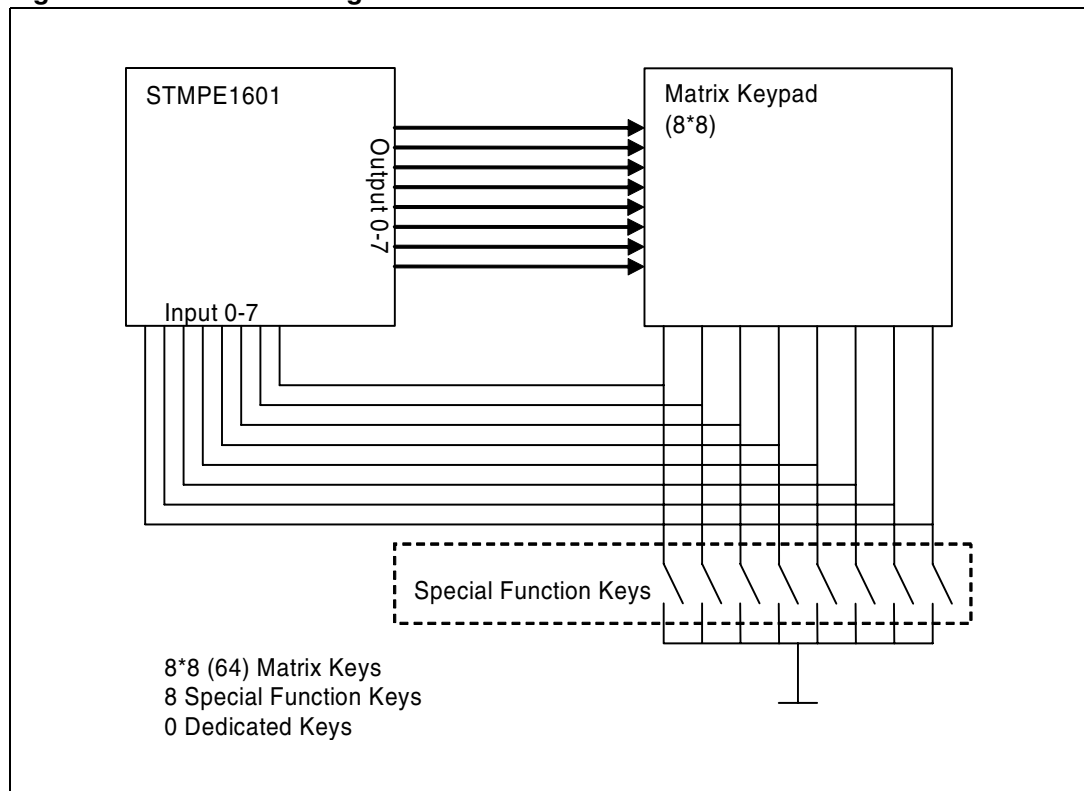 STMPE1601
Matrix Keypad
(8*8)
Output 0-7
Input 0-7
Special Function Keys
8*8 (64) Matrix Keys
8 Special Function Keys
0 Dedicated Keys